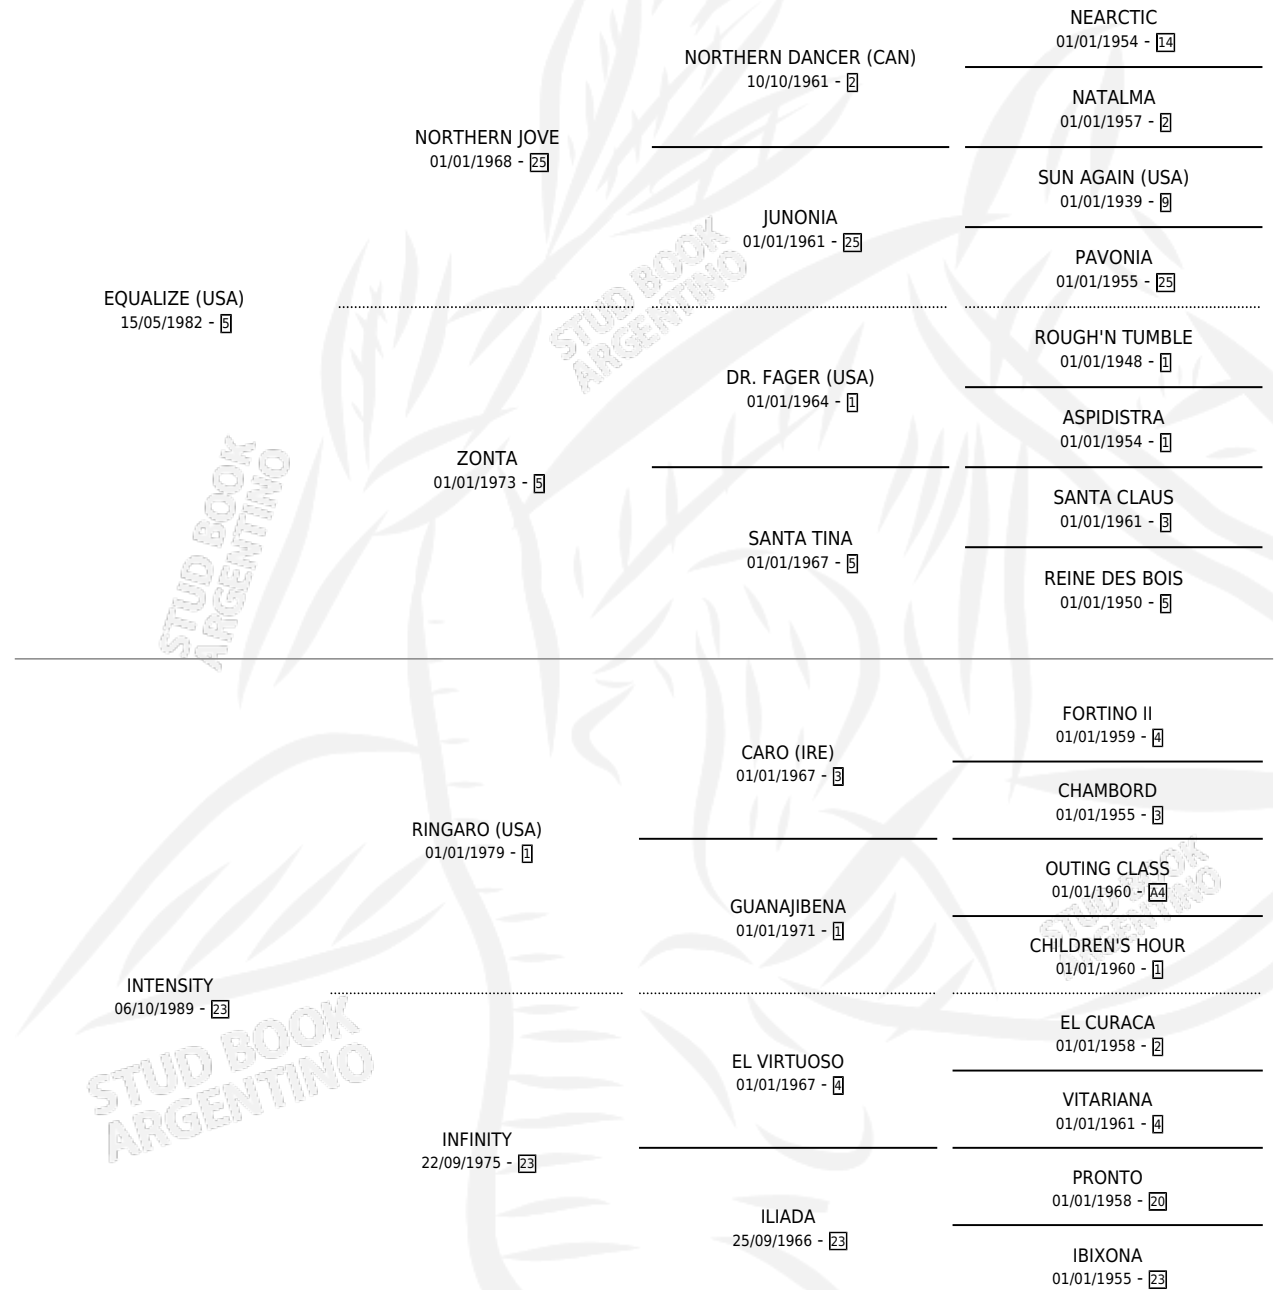 NEARCTIC
01/01/1954 - 14
NORTHERN DANCER (CAN)
10/10/1961 - 2
NATALMA
01/01/1957 - 2
NORTHERN JOVE
01/01/1968 - 25
SUN AGAIN (USA)
01/01/1939 - 9
JUNONIA
01/01/1961 - 25
PAVONIA
01/01/1955 - 25
EQUALIZE (USA)
15/05/1982 - 5
ROUGH'N TUMBLE
01/01/1948 - 1
DR. FAGER (USA)
01/01/1964 - 1
ASPIDISTRA
01/01/1954 - 1
ZONTA
01/01/1973 - 5
SANTA CLAUS
01/01/1961 - 3
SANTA TINA
01/01/1967 - 5
REINE DES BOIS
01/01/1950 - 5
FORTINO II
01/01/1959 - 4
CARO (IRE)
01/01/1967 - 3
CHAMBORD
01/01/1955 - 3
RINGARO (USA)
01/01/1979 - 1
OUTING CLASS
01/01/1960 - A4
GUANAJIBENA
01/01/1971 - 1
CHILDREN'S HOUR
01/01/1960 - 1
INTENSITY
06/10/1989 - 23
EL CURACA
01/01/1958 - 2
EL VIRTUOSO
01/01/1967 - 4
VITARIANA
01/01/1961 - 4
INFINITY
22/09/1975 - 23
PRONTO
01/01/1958 - 20
ILIADA
25/09/1966 - 23
IBIXONA
01/01/1955 - 23
STUD BOOK
ARGENTINO
STUD BOOK
ARGENTINO
STUD BOOK
ARGENTINO
STUD BOOK
ARGENTINO